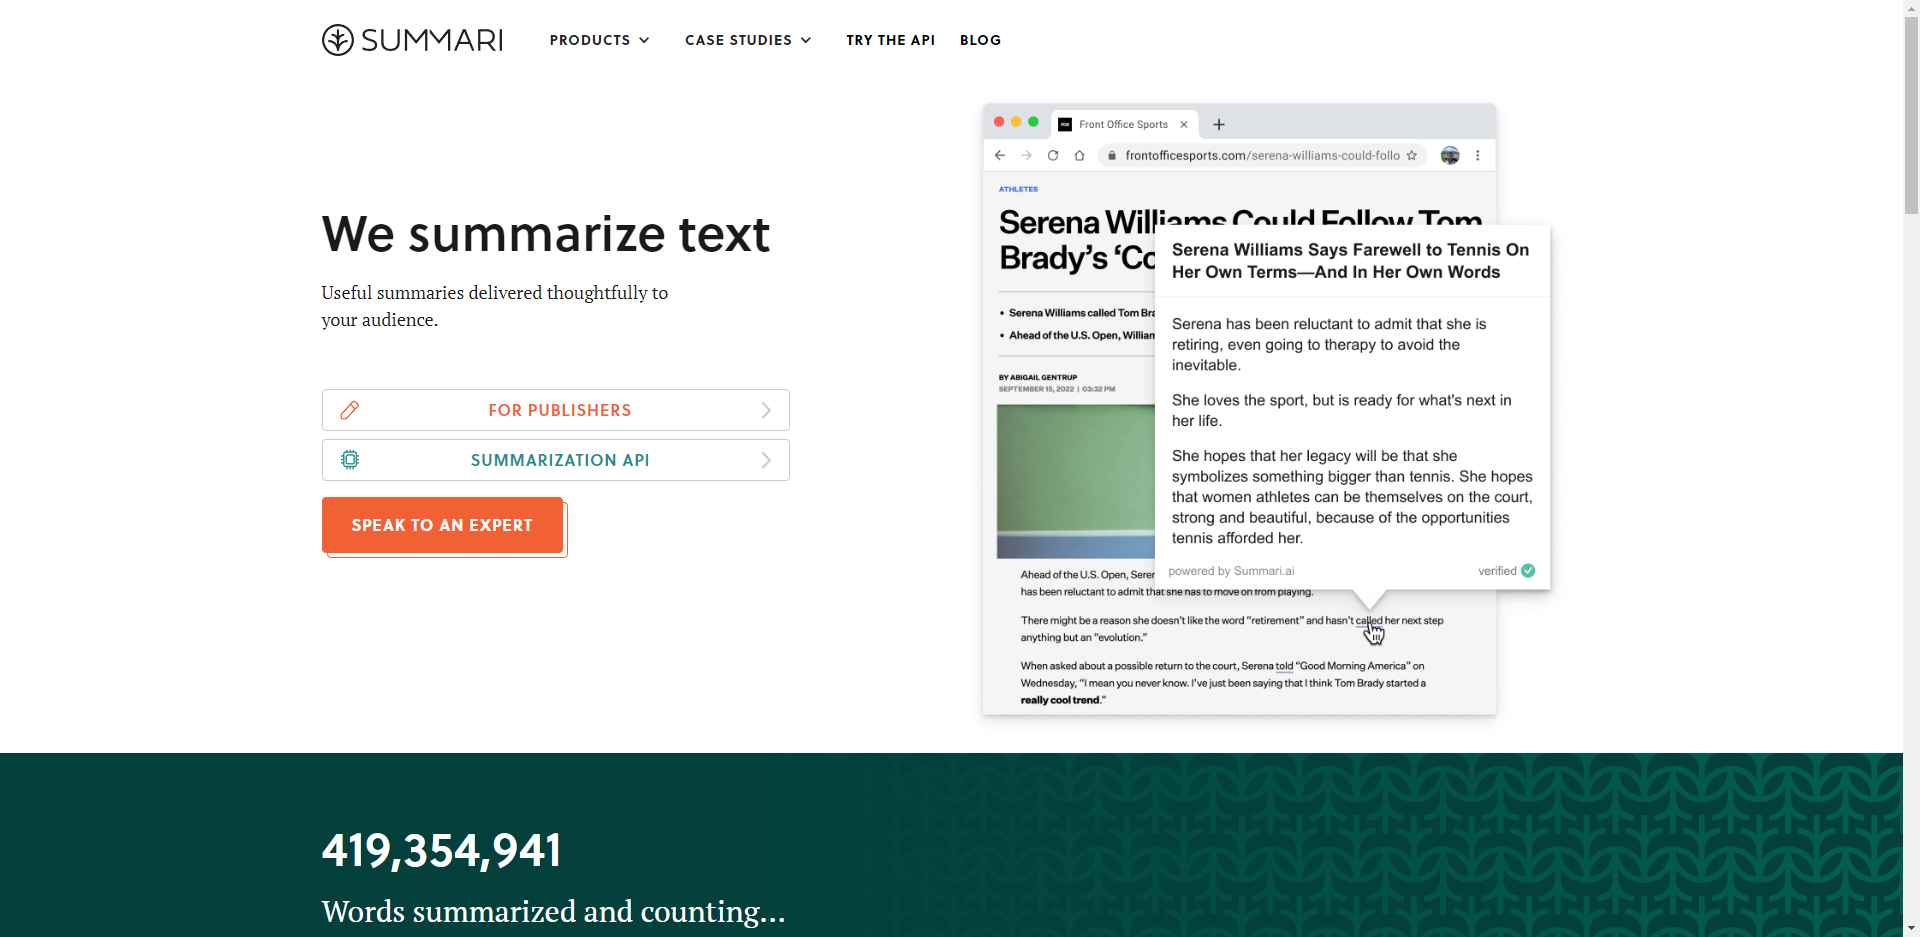 SUMMARI
PRODUCTS
CASE STUDIES
TRY THE API
BLOG
We summarize text
Useful summaries delivered thoughtfully to
your audience.
FOR PUBLISHERS
SUMMARIZATION API
SPEAK TO AN EXPERT
Front Office Sports
frontofficesports.com/serena-williams-could-follo
ATHLETES
Serena Williams Could Follow Tom
Brady's 'Co
• Serena Williams called Tom Bra
• Ahead of the U.S. Open, William
BY ABIGAIL GENTRUP
SEPTEMBER 15, 2022 | 03:32 PM
Serena Williams Says Farewell to Tennis On
Her Own Terms—And In Her Own Words
Serena has been reluctant to admit that she is
retiring, even going to therapy to avoid the
inevitable.
She loves the sport, but is ready for what's next in
her life.
She hopes that her legacy will be that she
symbolizes something bigger than tennis. She hopes
that women athletes can be themselves on the court,
strong and beautiful, because of the opportunities
tennis afforded her.
powered by Summari.ai
verified
Ahead of the U.S. Open, Seren
has been reluctant to admit that she has to move on from playing.
There might be a reason she doesn't like the word "retirement" and hasn't called her next step
anything but an "evolution."
When asked about a possible return to the court, Serena told "Good Morning America" on
Wednesday, "I mean you never know. I've just been saying that I think Tom Brady started a
really cool trend."
419,354,941
Words summarized and counting...